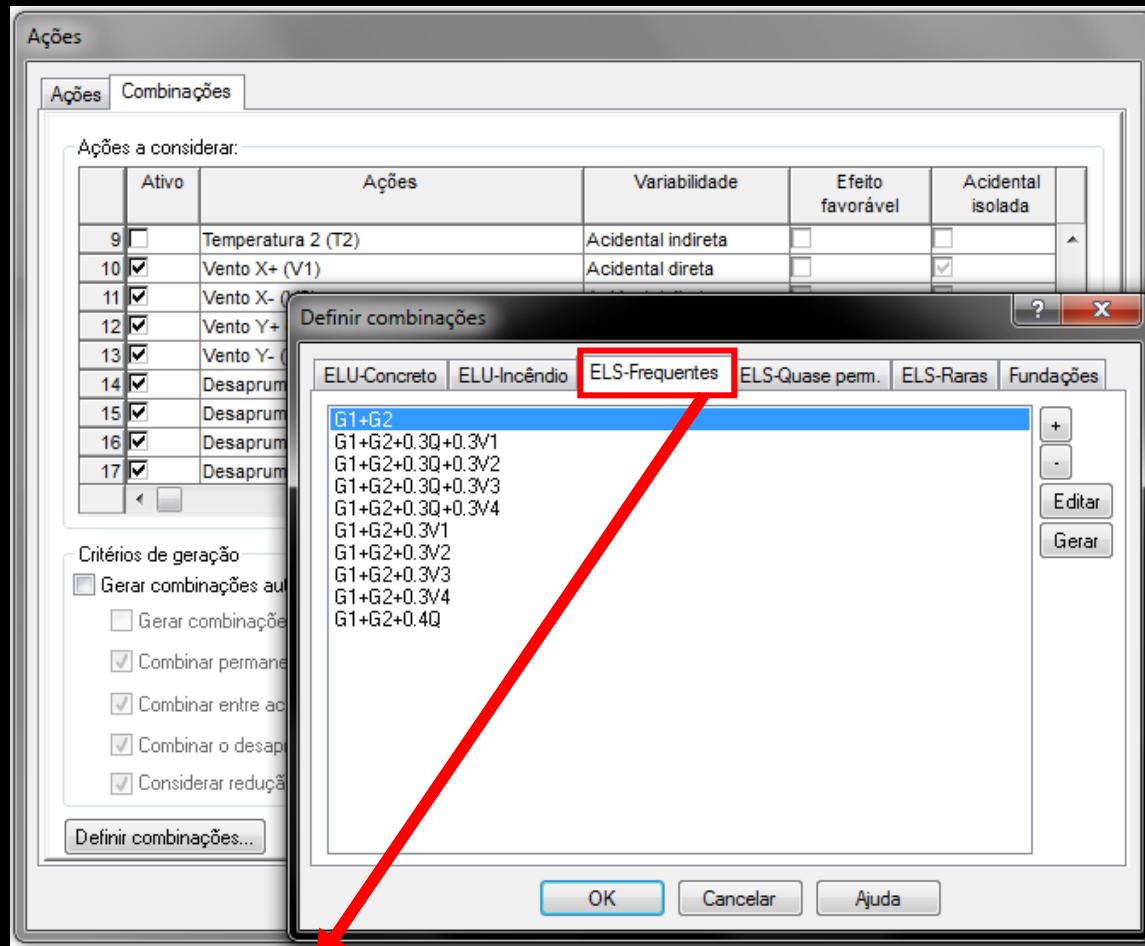 Ações
Ações Combinações
Ações a considerar:
Ativo Ações Variabilidade Efeito favorável Acidental isolada
9 Temperatura 2 (T2) Acidental indireta
10 Vento X+ (V1) Acidental direta
11 Vento X-
12 Vento Y+
13 Vento Y- (
14 Desaprum
15 Desaprum
16 Desaprum
17 Desaprum
Critérios de geração
Gerar combinações au
Gerar combinaçõe
Combinar permane
Combinar entre ac
Combinar o desap
Considerar reduçã
Definir combinações...
Definir combinações
ELU-Concreto ELU-Incêndio ELS-Frequentes ELS-Quase perm. ELS-Raras Fundações
G1+G2
G1+G2+0.3Q+0.3V1
G1+G2+0.3Q+0.3V2
G1+G2+0.3Q+0.3V3
G1+G2+0.3Q+0.3V4
G1+G2+0.3V1
G1+G2+0.3V2
G1+G2+0.3V3
G1+G2+0.3V4
G1+G2+0.4Q
+
-
Editar
Gerar
OK Cancelar Ajuda